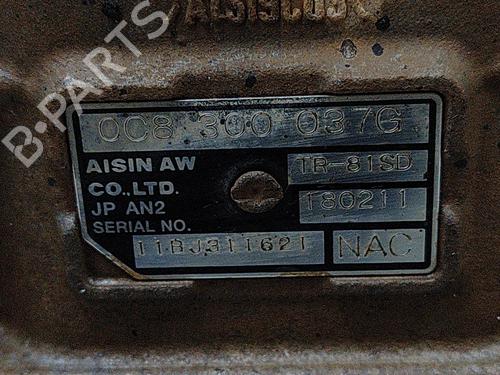 B-PARTS
0C8 300 037G
AISIN AW
CO.,LTD.
JP AN2
SERIAL NO.
TR-81SD
180211
11BJ311621
NAC